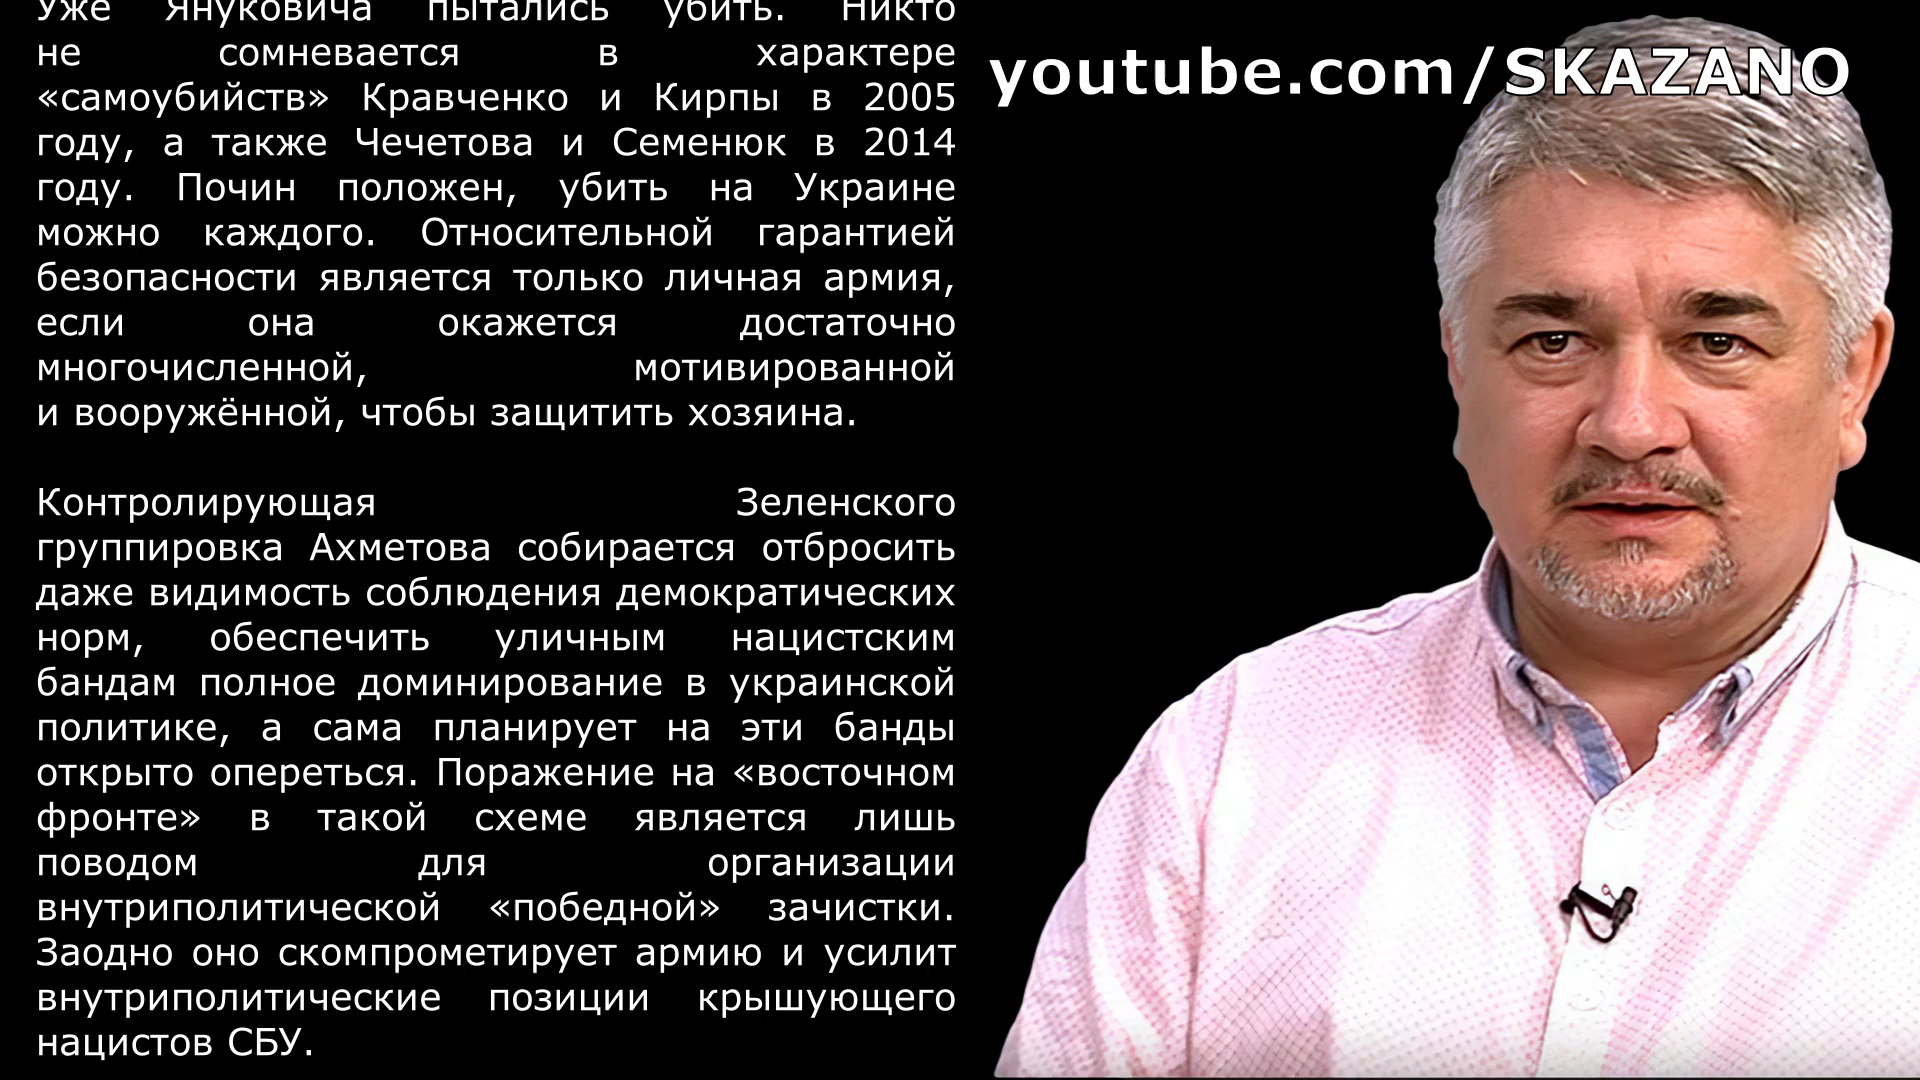 Уже Януковича пытались убить. Никто
не сомневается в характере
«самоубийств» Кравченко и Кирпы в 2005
году, а также Чечетова и Семенюк в 2014
году. Почин положен, убить на Украине
можно каждого. Относительной гарантией
безопасности является только личная армия,
если она окажется достаточно
многочисленной, мотивированной
и вооружённой, чтобы защитить хозяина.
Контролирующая Зеленского
группировка Ахметова собирается отбросить
даже видимость соблюдения демократических
норм, обеспечить уличным нацистским
бандам полное доминирование в украинской
политике, а сама планирует на эти банды
открыто опереться. Поражение на «восточном
фронте» в такой схеме является лишь
поводом для организации
внутриполитической «победной» зачистки.
Заодно оно скомпрометирует армию и усилит
внутриполитические позиции крышующего
нацистов СБУ.
youtube.com/SKAZANO